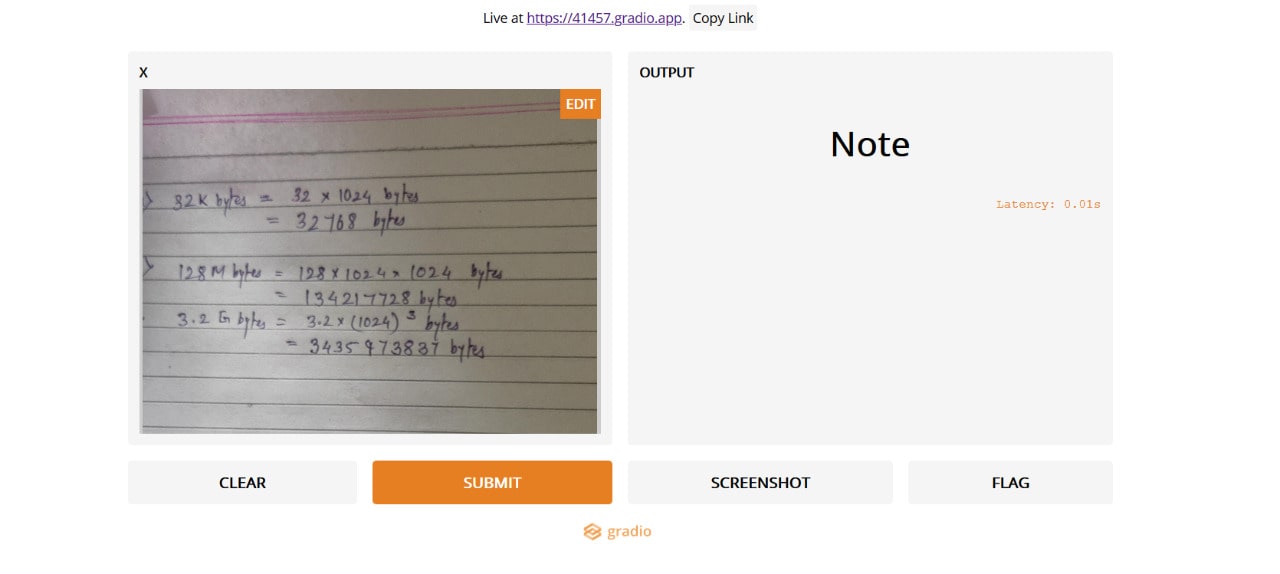 Live at https://41457.gradio.app. Copy Link
X
EDIT
32K bytes = 32 x 1024 bytes
= 32768 bytes
128 M bytes = 128 x 1024 x 1024 bytes
= 134217728 bytes
3.2 G bytes = 3.2 x (1024)³ bytes
= 3435973837 bytes
OUTPUT
Note
Latency: 0.01s
CLEAR
SUBMIT
SCREENSHOT
FLAG
gradio